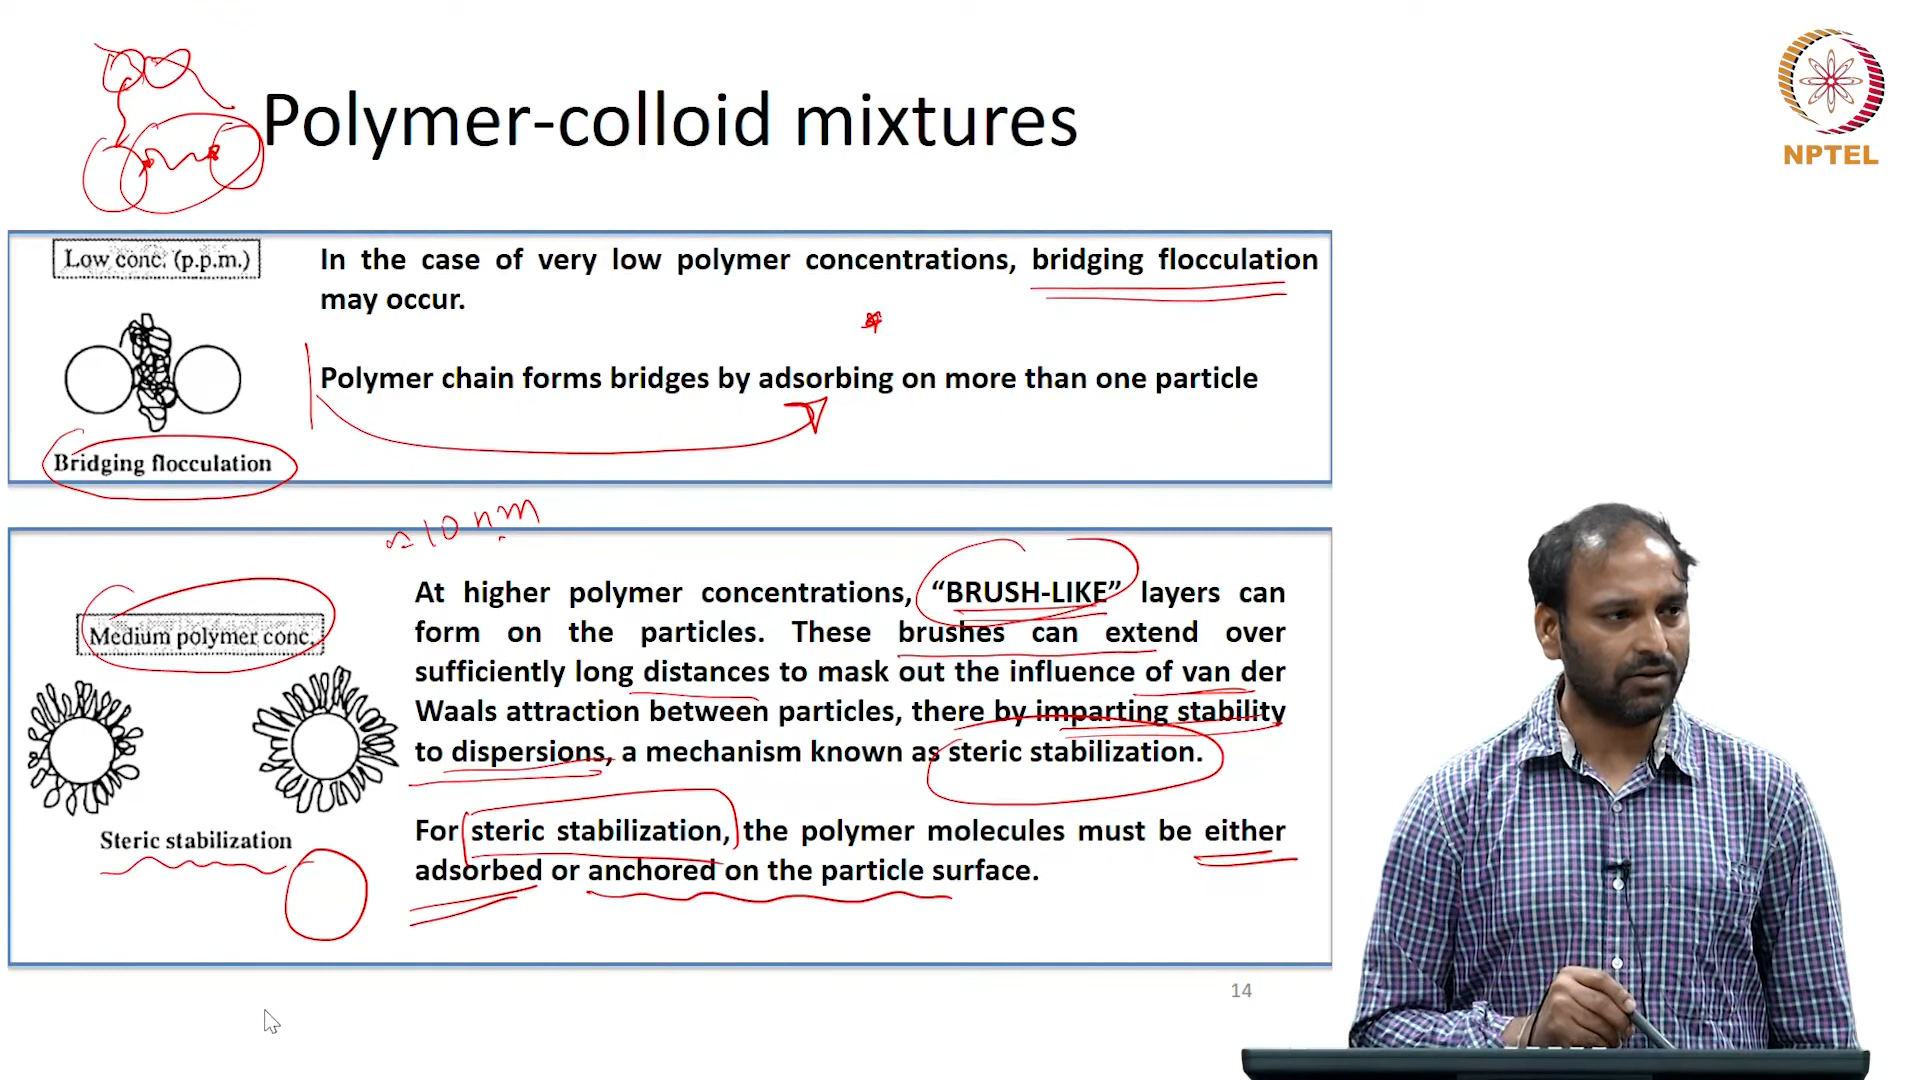 Polymer-colloid mixtures
NPTEL
Low conc. (p.p.m.)
In the case of very low polymer concentrations, bridging flocculation
may occur.
Polymer chain forms bridges by adsorbing on more than one particle
Bridging flocculation
≈10 nm
Medium polymer conc.
At higher polymer concentrations, “BRUSH-LIKE” layers can
form on the particles. These brushes can extend over
sufficiently long distances to mask out the influence of van der
Waals attraction between particles, there by imparting stability
to dispersions, a mechanism known as steric stabilization.
Steric stabilization
For steric stabilization, the polymer molecules must be either
adsorbed or anchored on the particle surface.
14